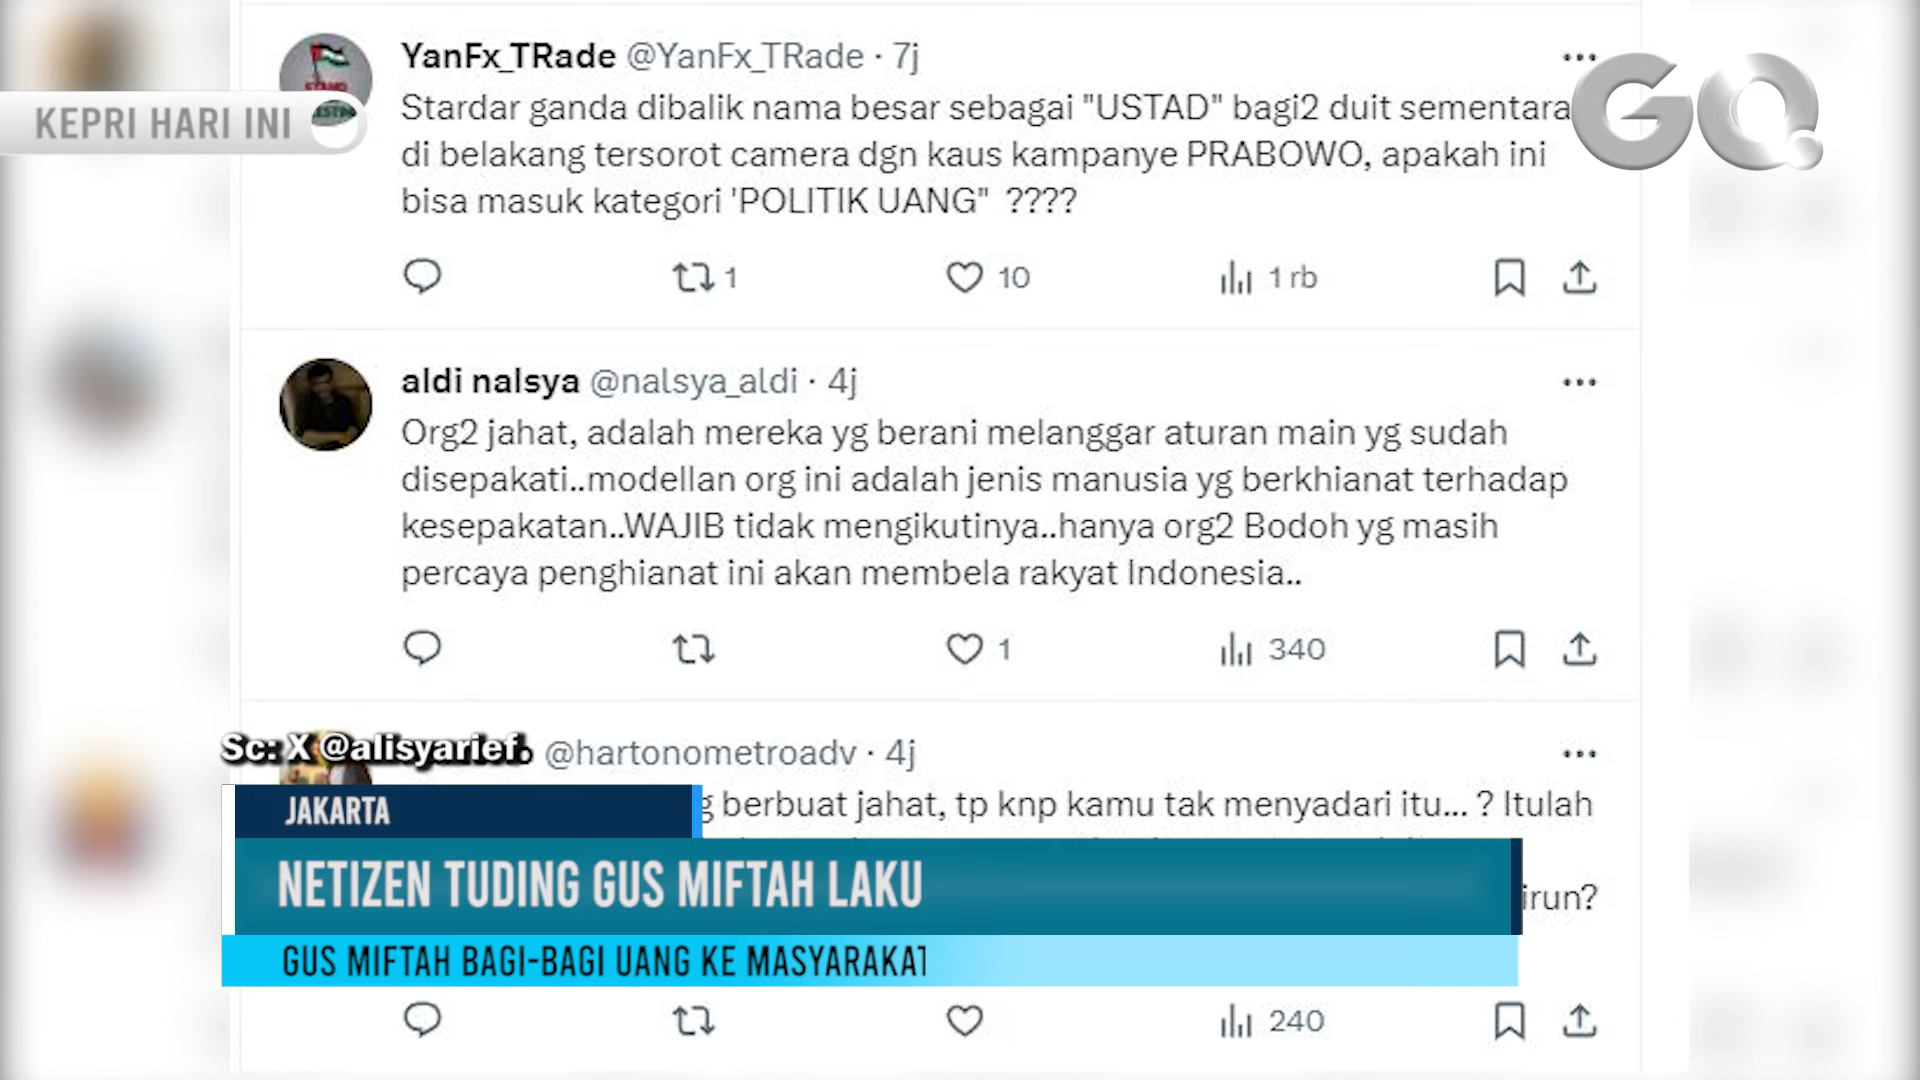 YanFx_TRade @YanFx_TRade · 7j
Stardar ganda dibalik nama besar sebagai "USTAD" bagi2 duit sementara
di belakang tersorot camera dgn kaus kampanye PRABOWO, apakah ini
bisa masuk kategori 'POLITIK UANG" ????
1 10 1 rb
KEPRI HARI INI
GQ
aldi nalsya @nalsya_aldi · 4j
Org2 jahat, adalah mereka yg berani melanggar aturan main yg sudah
disepakati..modellan org ini adalah jenis manusia yg berkhianat terhadap
kesepakatan..WAJIB tidak mengikutinya..hanya org2 Bodoh yg masih
percaya penghianat ini akan membela rakyat Indonesia..
1 340
Sc: X @alisyarief
@hartonometroadv · 4j
berbuat jahat, tp knp kamu tak menyadari itu... ? Itulah
irun?
JAKARTA
NETIZEN TUDING GUS MIFTAH LAKU
GUS MIFTAH BAGI-BAGI UANG KE MASYARAKAT
240